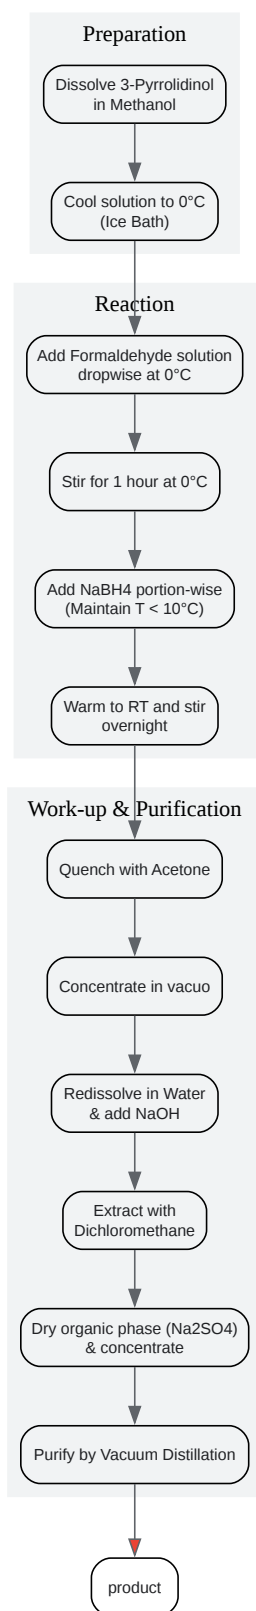 Preparation
Dissolve 3-Pyrrolidinol
in Methanol
Cool solution to 0°C
(Ice Bath)
Reaction
Add Formaldehyde solution
dropwise at 0°C
Stir for 1 hour at 0°C
Add NaBH4 portion-wise
(Maintain T < 10°C)
Warm to RT and stir
overnight
Work-up & Purification
Quench with Acetone
Concentrate in vacuo
Redissolve in Water
& add NaOH
Extract with
Dichloromethane
Dry organic phase (Na2SO4)
& concentrate
Purify by Vacuum Distillation
product